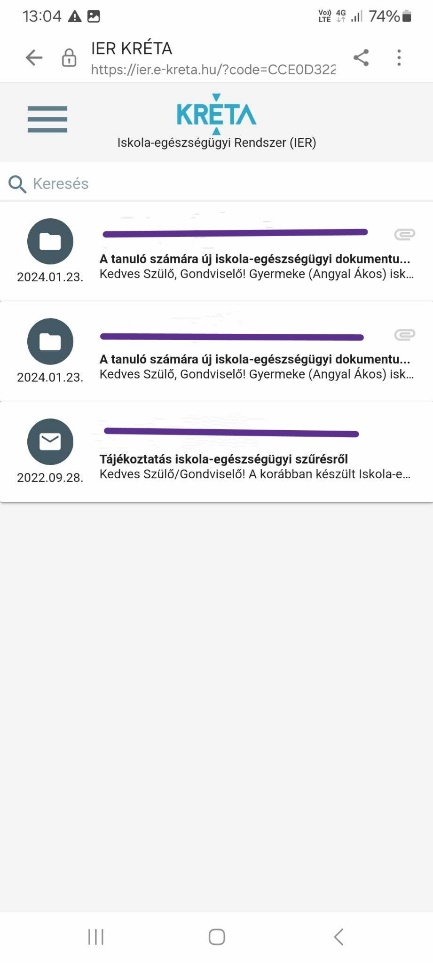 13:04
Vo)) LTE 4G 74%
IER KRÉTA
https://ier.e-kreta.hu/?code=CCE0D322
KRÉTA
Iskola-egészségügyi Rendszer (IER)
Keresés
A tanuló számára új iskola-egészségügyi dokumentu...
2024.01.23. Kedves Szülő, Gondviselő! Gyermeke (Angyal Ákos) isk...
A tanuló számára új iskola-egészségügyi dokumentu...
2024.01.23. Kedves Szülő, Gondviselő! Gyermeke (Angyal Ákos) isk...
Tájékoztatás iskola-egészségügyi szűrésről
2022.09.28. Kedves Szülő/Gondviselő! A korábban készült Iskola-e...